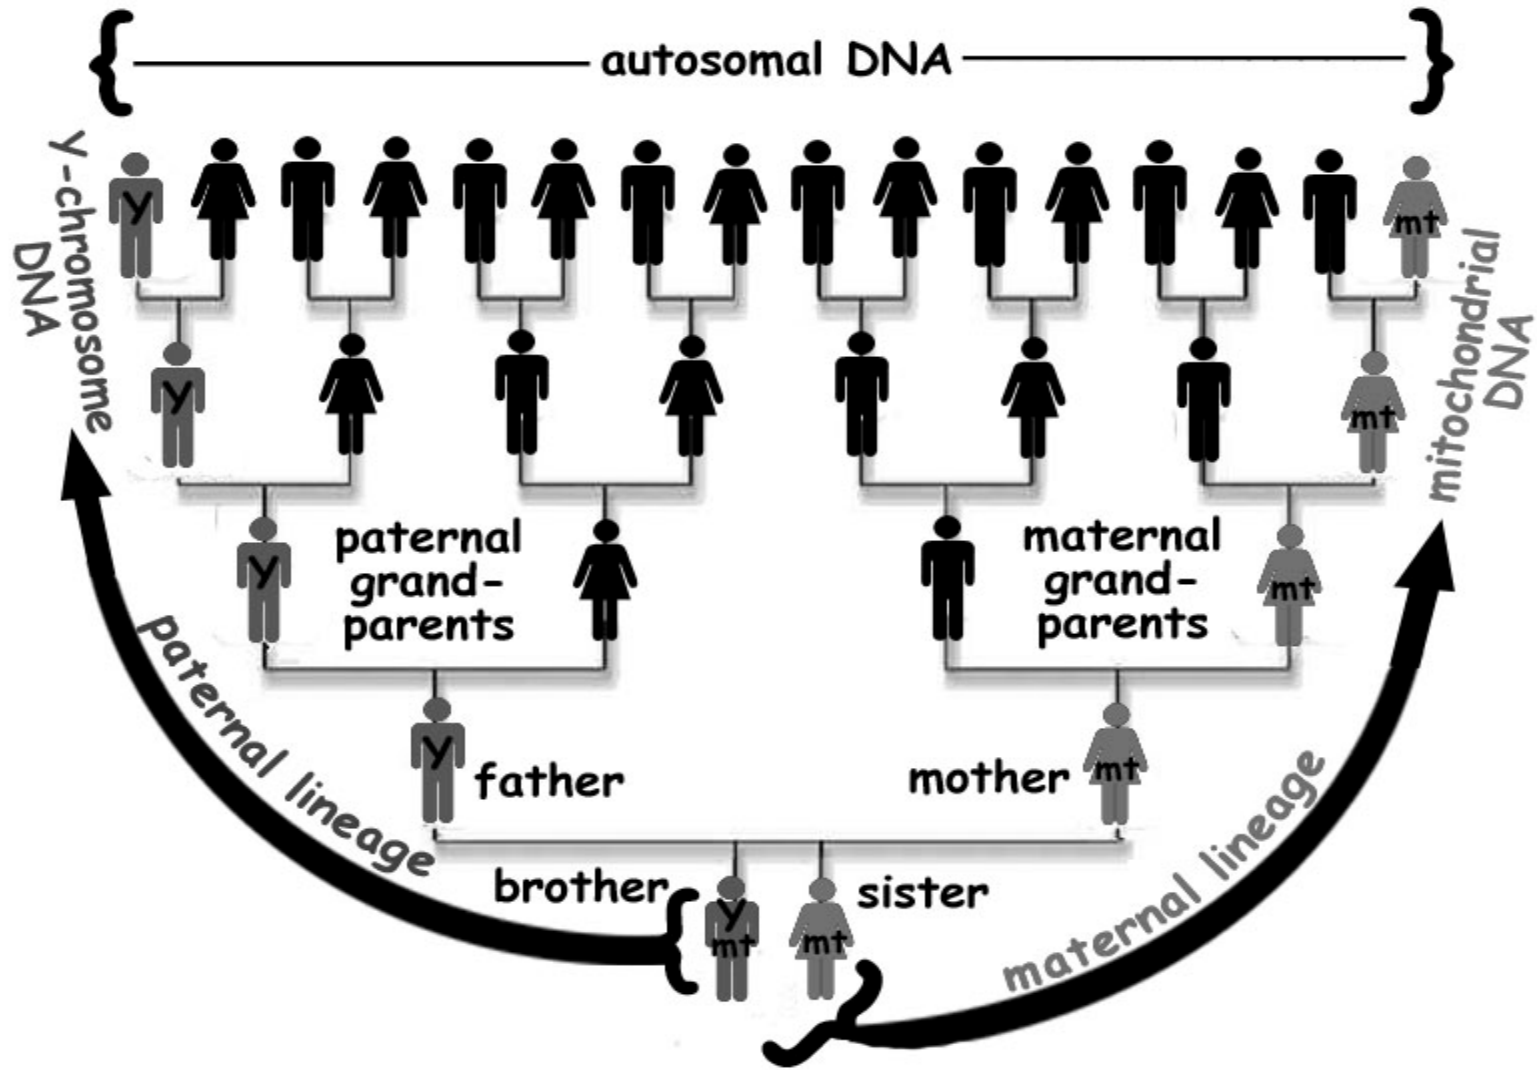 autosomal DNA
y-chromosome
DNA
Y
mt
mitochondrial
DNA
Y
mt
paternal
grand-
parents
maternal
grand-
parents
Y
mt
paternal lineage
Y
father
mother
mt
maternal lineage
brother
Y
mt
mt
sister